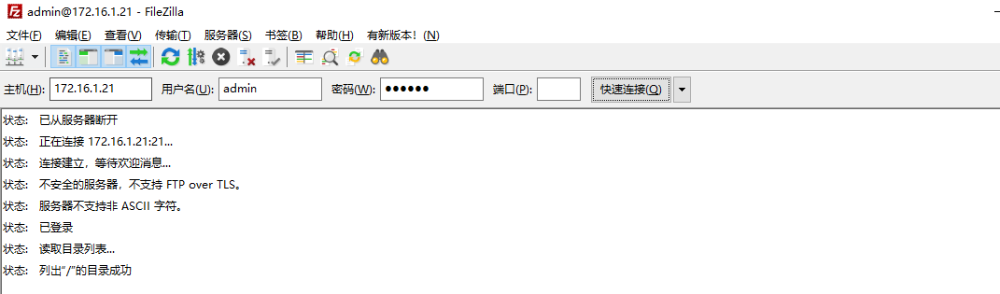 admin@172.16.1.21 - FileZilla
文件(F) 编辑(E) 查看(V) 传输(T) 服务器(S) 书签(B) 帮助(H) 有新版本！(N)
主机(H): 172.16.1.21 用户名(U): admin 密码(W): ●●●●●● 端口(P): 快速连接(Q)
状态: 已从服务器断开
状态: 正在连接 172.16.1.21:21...
状态: 连接建立，等待欢迎消息...
状态: 不安全的服务器，不支持 FTP over TLS。
状态: 服务器不支持非 ASCII 字符。
状态: 已登录
状态: 读取目录列表...
状态: 列出“/”的目录成功